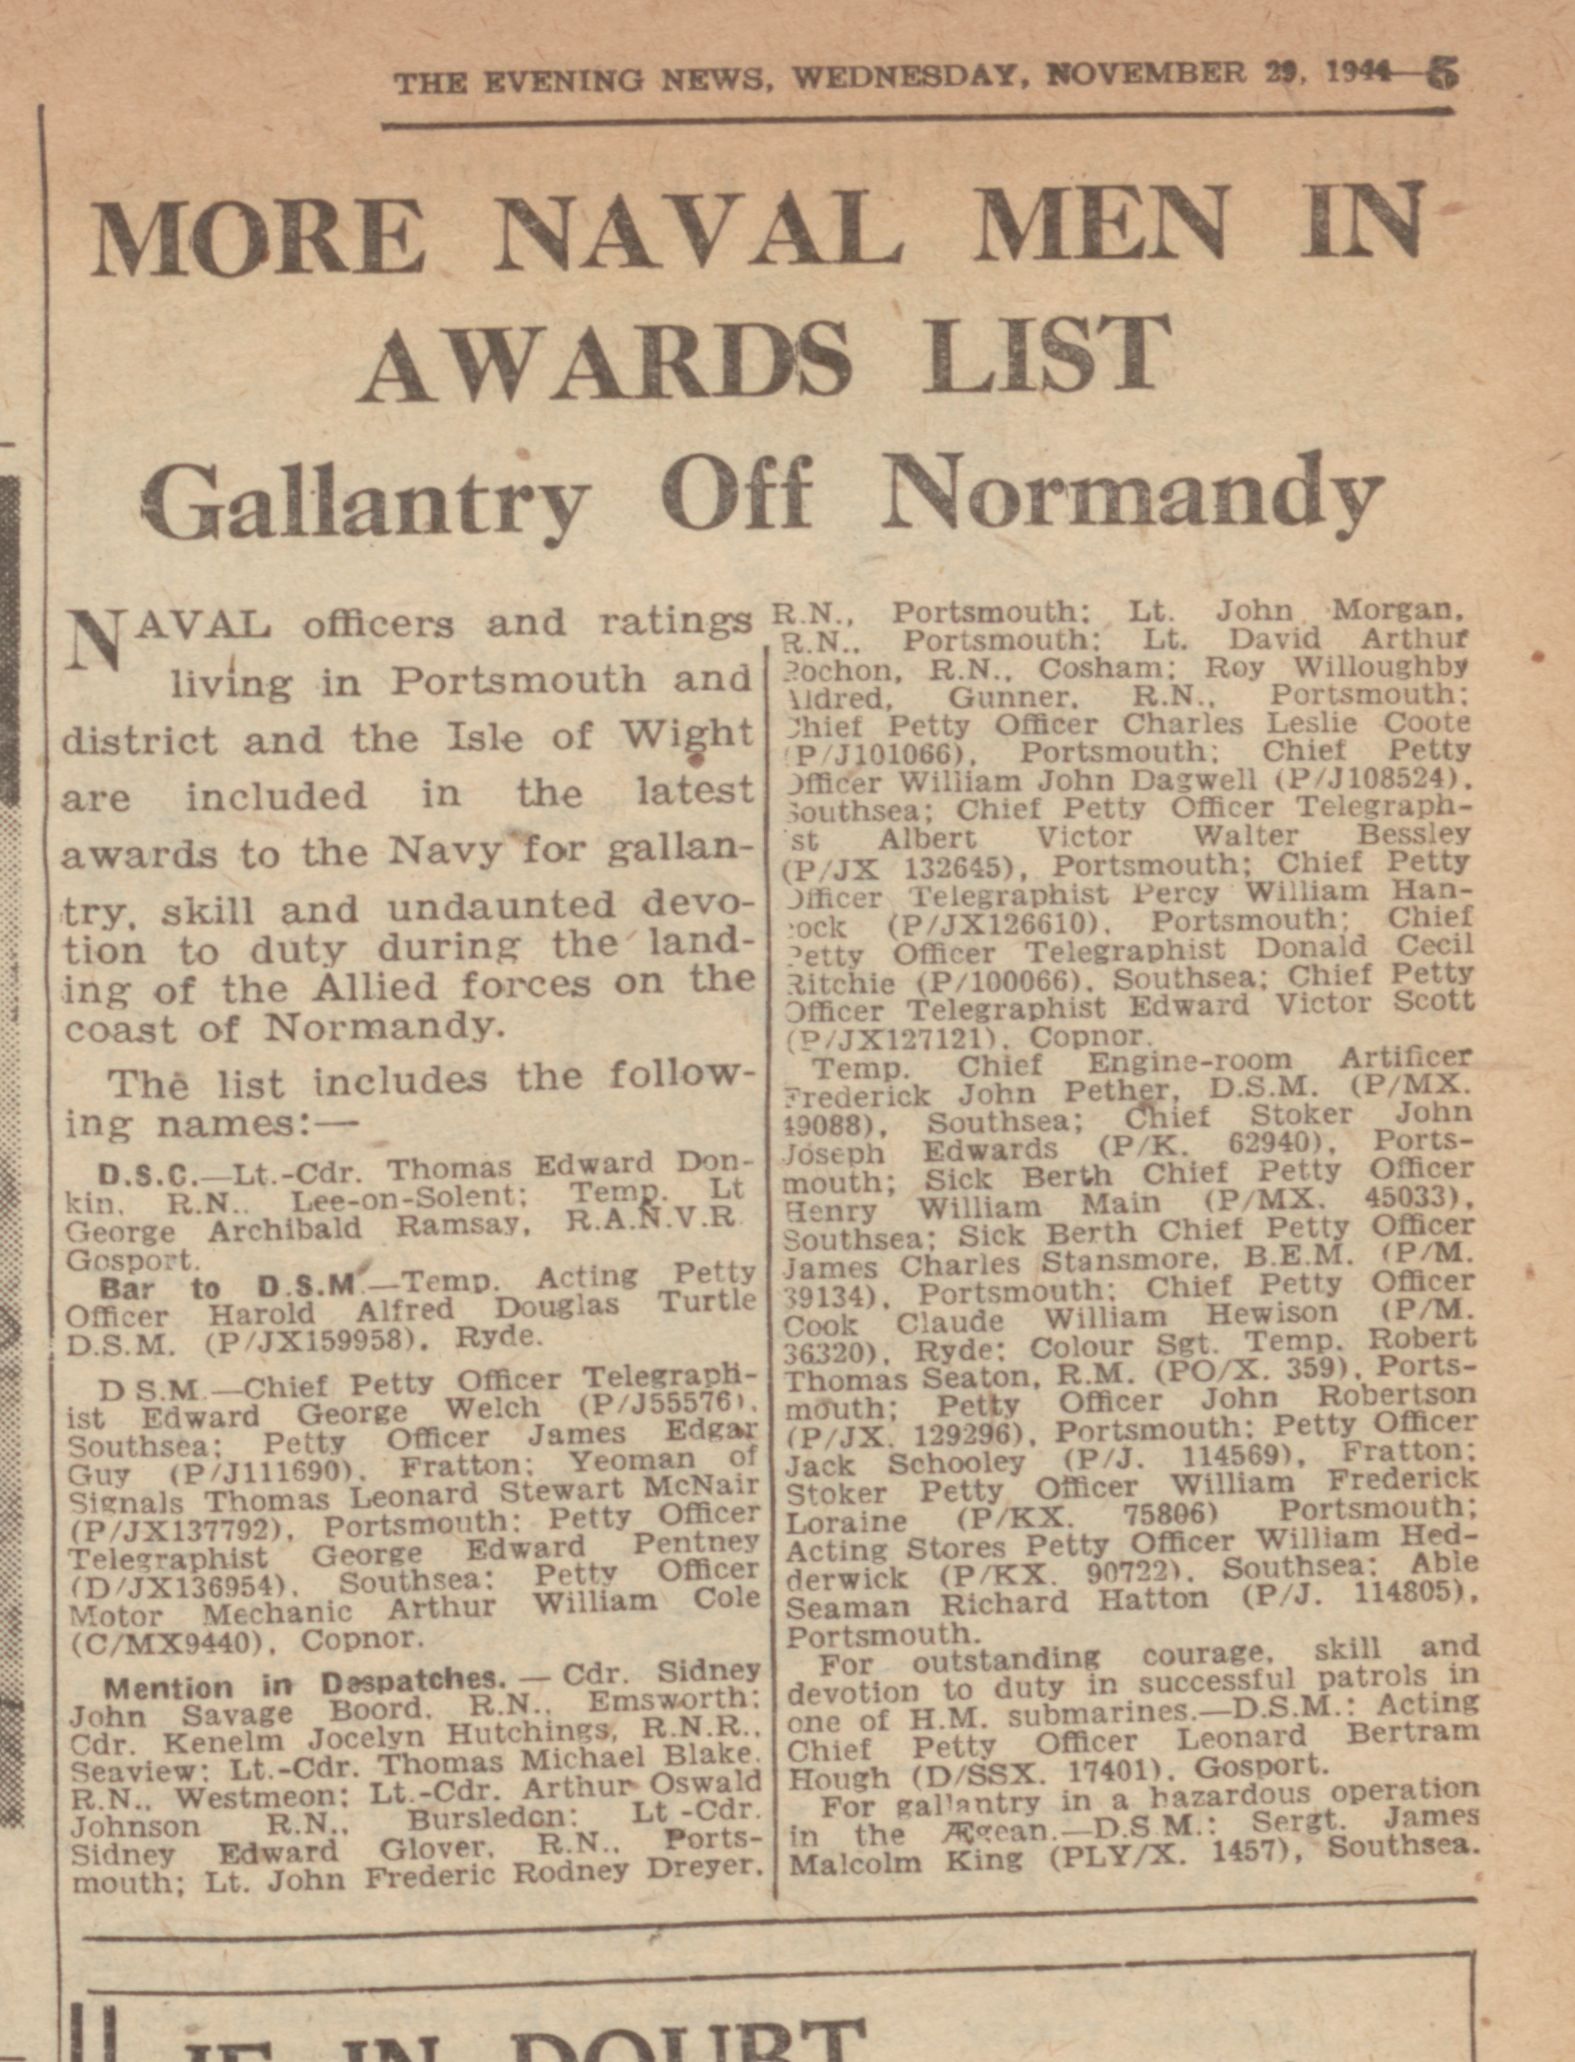 THE EVENING NEWS, WEDNESDAY, NOVEMBER 29, 1944—5
MORE NAVAL MEN IN
AWARDS LIST
Gallantry Off Normandy
NAVAL officers and ratings
living in Portsmouth and
district and the Isle of Wight
are included in the latest
awards to the Navy for gallan-
try, skill and undaunted devo-
tion to duty during the land-
ing of the Allied forces on the
coast of Normandy.
The list includes the follow-
ing names:—
D.S.C.—Lt.-Cdr. Thomas Edward Don-
kin, R.N.. Lee-on-Solent; Temp. Lt
George Archibald Ramsay, R.A.N.V.R
Gosport.
Bar to D.S.M.—Temp. Acting Petty
Officer Harold Alfred Douglas Turtle
D.S.M. (P/JX159958), Ryde.
D S.M.—Chief Petty Officer Telegraph-
ist Edward George Welch (P/J55576),
Southsea; Petty Officer James Edgar
Guy (P/J111690), Fratton; Yeoman of
Signals Thomas Leonard Stewart McNair
(P/JX137792), Portsmouth; Petty Officer
Telegraphist George Edward Pentney
(D/JX136954), Southsea; Petty Officer
Motor Mechanic Arthur William Cole
(C/MX9440), Copnor.
Mention in Despatches. — Cdr. Sidney
John Savage Boord, R.N., Emsworth;
Cdr. Kenelm Jocelyn Hutchings, R.N.R.,
Seaview; Lt.-Cdr. Thomas Michael Blake,
R.N., Westmeon; Lt.-Cdr. Arthur Oswald
Johnson R.N., Bursledon; Lt -Cdr.
Sidney Edward Glover, R.N., Ports-
mouth; Lt. John Frederic Rodney Dreyer,
R.N., Portsmouth; Lt. John Morgan,
R.N., Portsmouth; Lt. David Arthur
Pochon, R.N., Cosham; Roy Willoughby
Aldred, Gunner, R.N., Portsmouth;
Chief Petty Officer Charles Leslie Coote
(P/J101066), Portsmouth; Chief Petty
Officer William John Dagwell (P/J108524),
Southsea; Chief Petty Officer Telegraph-
ist Albert Victor Walter Bessley
(P/JX 132645), Portsmouth; Chief Petty
Officer Telegraphist Percy William Han-
cock (P/JX126610), Portsmouth; Chief
Petty Officer Telegraphist Donald Cecil
Ritchie (P/100066), Southsea; Chief Petty
Officer Telegraphist Edward Victor Scott
(P/JX127121), Copnor.
Temp. Chief Engine-room Artificer
Frederick John Pether, D.S.M. (P/MX.
49088), Southsea; Chief Stoker John
Joseph Edwards (P/K. 62940), Ports-
mouth; Sick Berth Chief Petty Officer
Henry William Main (P/MX. 45033),
Southsea; Sick Berth Chief Petty Officer
James Charles Stansmore, B.E.M. (P/M.
39134), Portsmouth; Chief Petty Officer
Cook Claude William Hewison (P/M.
36320), Ryde; Colour Sgt. Temp. Robert
Thomas Seaton, R.M. (PO/X. 359), Ports-
mouth; Petty Officer John Robertson
(P/JX. 129296), Portsmouth; Petty Officer
Jack Schooley (P/J. 114569), Fratton;
Stoker Petty Officer William Frederick
Loraine (P/KX. 75806) Portsmouth;
Acting Stores Petty Officer William Hed-
derwick (P/KX. 90722), Southsea; Able
Seaman Richard Hatton (P/J. 114805),
Portsmouth.
For outstanding courage, skill and
devotion to duty in successful patrols in
one of H.M. submarines.—D.S.M.: Acting
Chief Petty Officer Leonard Bertram
Hough (D/SSX. 17401), Gosport.
For gallantry in a hazardous operation
in the Ægean.—D.S.M.: Sergt. James
Malcolm King (PLY/X. 1457), Southsea.
IF IN DOUBT